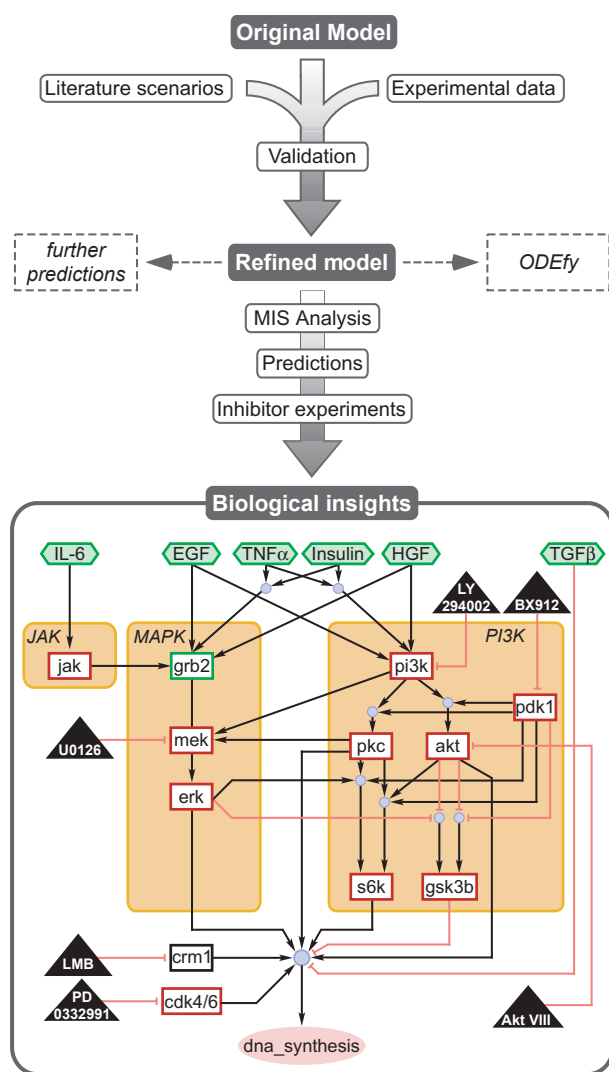 Original Model
Literature scenarios
Experimental data
Validation
further
predictions
Refined model
ODEfy
MIS Analysis
Predictions
Inhibitor experiments
Biological insights
IL-6
EGF
TNFα
Insulin
HGF
TGFβ
LY
294002
BX912
JAK
MAPK
PI3K
jak
grb2
pi3k
pdk1
U0126
mek
pkc
akt
erk
s6k
gsk3b
LMB
crm1
PD
0332991
cdk4/6
Akt VIII
dna_synthesis